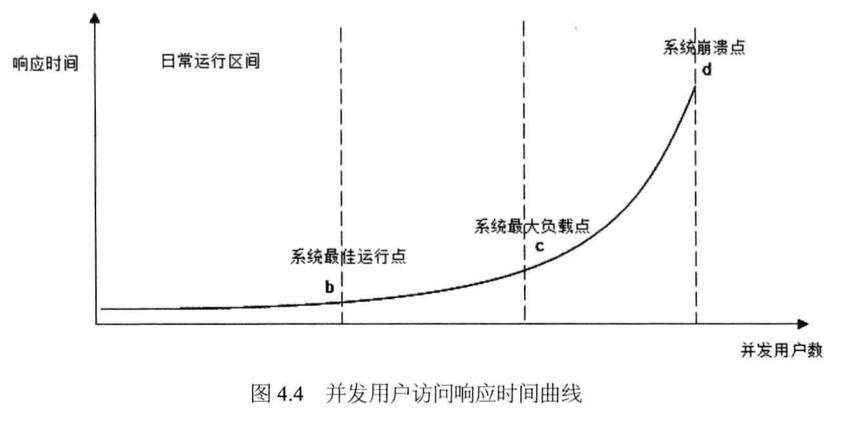 系统崩溃点
d
响应时间
日常运行区间
系统最大负载点
c
系统最佳运行点
b
并发用户数
图 4.4 并发用户访问响应时间曲线